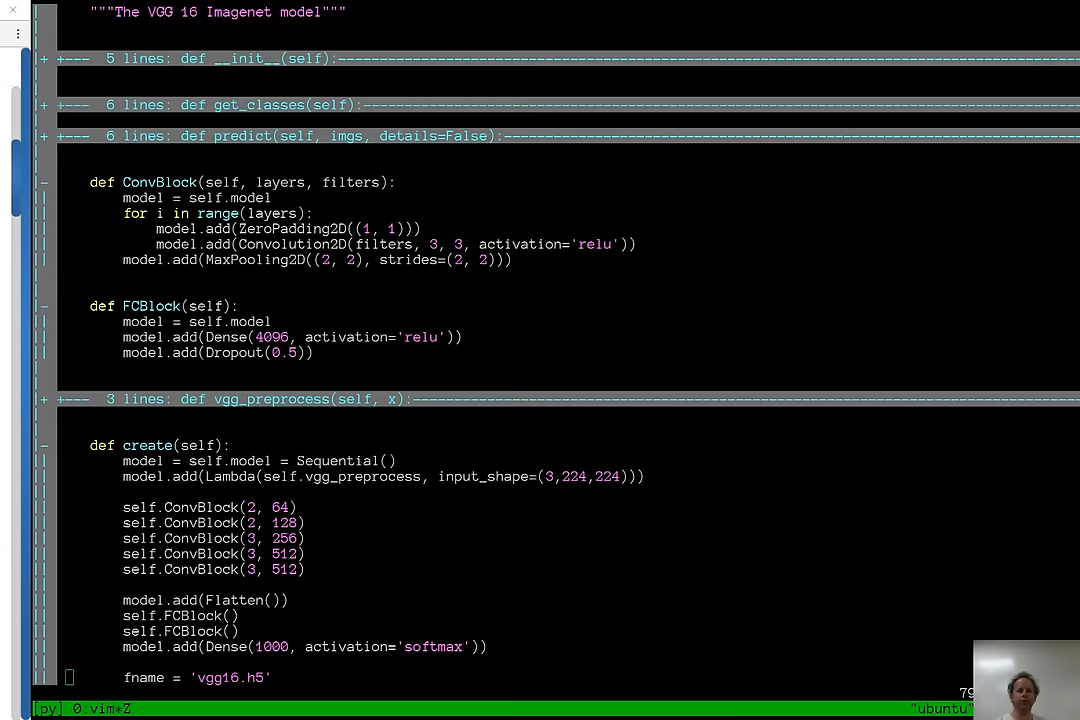 """The VGG 16 Imagenet model"""
+ +--- 5 lines: def __init__(self):
+ +--- 6 lines: def get_classes(self):
+ +--- 6 lines: def predict(self, imgs, details=False):
def ConvBlock(self, layers, filters):
model = self.model
for i in range(layers):
model.add(ZeroPadding2D((1, 1)))
model.add(Convolution2D(filters, 3, 3, activation='relu'))
model.add(MaxPooling2D((2, 2), strides=(2, 2)))
def FCBlock(self):
model = self.model
model.add(Dense(4096, activation='relu'))
model.add(Dropout(0.5))
+ +--- 3 lines: def vgg_preprocess(self, x):
def create(self):
model = self.model = Sequential()
model.add(Lambda(self.vgg_preprocess, input_shape=(3,224,224)))
self.ConvBlock(2, 64)
self.ConvBlock(2, 128)
self.ConvBlock(3, 256)
self.ConvBlock(3, 512)
self.ConvBlock(3, 512)
model.add(Flatten())
self.FCBlock()
self.FCBlock()
model.add(Dense(1000, activation='softmax'))
fname = 'vgg16.h5'
79
[py] 0:vim*Z "ubuntu"